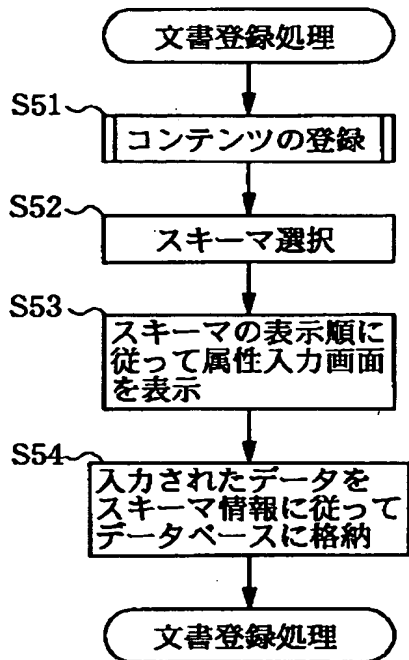 文書登録処理
S51
コンテンツの登録
S52
スキーマ選択
S53
スキーマの表示順に
従って属性入力画面
を表示
S54
入力されたデータを
スキーマ情報に従って
データベースに格納
文書登録処理